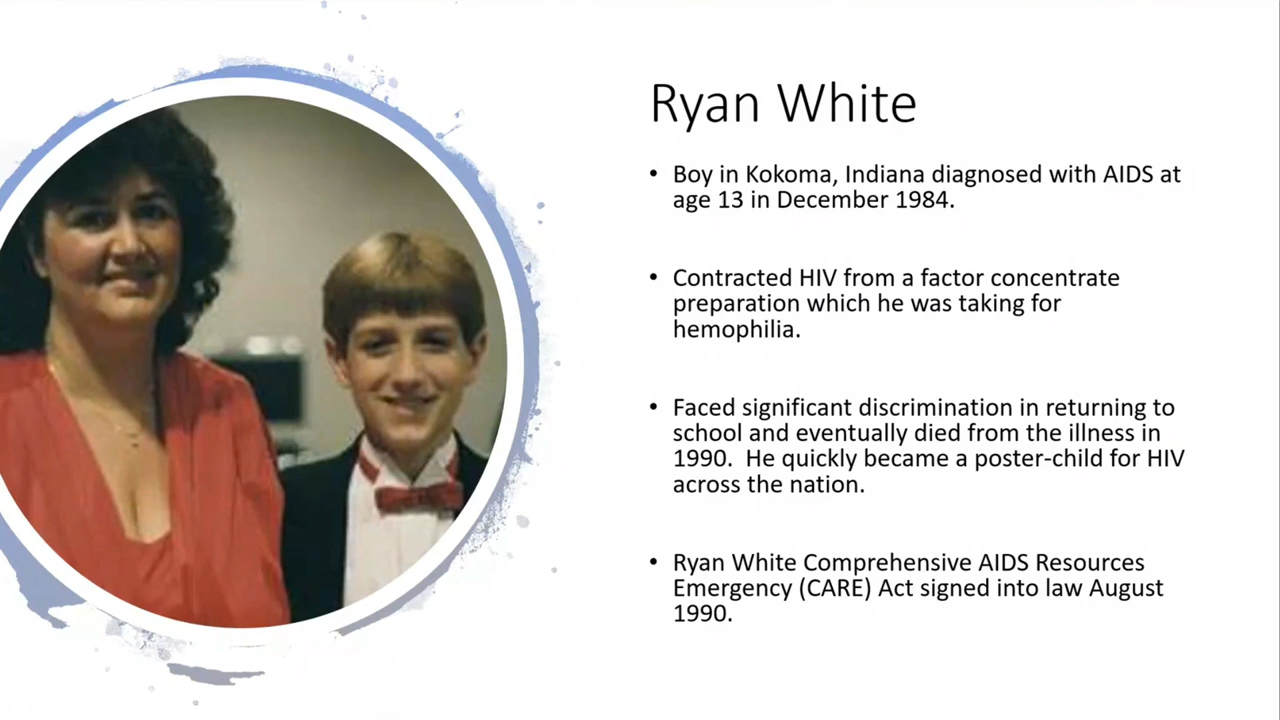 Ryan White
• Boy in Kokoma, Indiana diagnosed with AIDS at
age 13 in December 1984.
• Contracted HIV from a factor concentrate
preparation which he was taking for
hemophilia.
• Faced significant discrimination in returning to
school and eventually died from the illness in
1990.  He quickly became a poster-child for HIV
across the nation.
• Ryan White Comprehensive AIDS Resources
Emergency (CARE) Act signed into law August
1990.